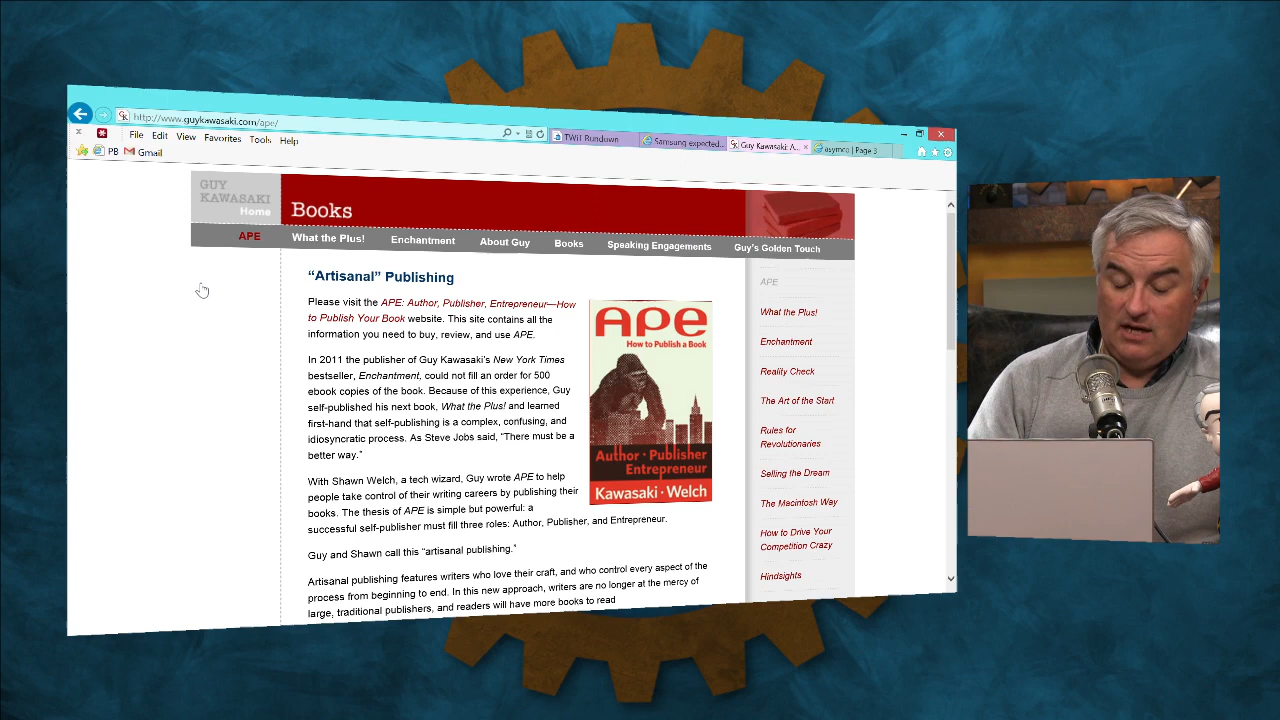 http://www.guykawasaki.com/ape/
TWiT Rundown
Samsung expected...
Guy Kawasaki: A...
asymco | Page 3
File Edit View Favorites Tools Help
PB Gmail
GUY
KAWASAKI
Home
Books
APE What the Plus! Enchantment About Guy Books Speaking Engagements Guy's Golden Touch
“Artisanal” Publishing
Please visit the APE: Author, Publisher, Entrepreneur—How
to Publish Your Book website. This site contains all the
information you need to buy, review, and use APE.
In 2011 the publisher of Guy Kawasaki's New York Times
bestseller, Enchantment, could not fill an order for 500
ebook copies of the book. Because of this experience, Guy
self-published his next book, What the Plus! and learned
first-hand that self-publishing is a complex, confusing, and
idiosyncratic process. As Steve Jobs said, “There must be a
better way.”
With Shawn Welch, a tech wizard, Guy wrote APE to help
people take control of their writing careers by publishing their
books. The thesis of APE is simple but powerful: a
successful self-publisher must fill three roles: Author, Publisher, and Entrepreneur.
Guy and Shawn call this “artisanal publishing.”
Artisanal publishing features writers who love their craft, and who control every aspect of the
process from beginning to end. In this new approach, writers are no longer at the mercy of
large, traditional publishers, and readers will have more books to read
APE
How to Publish a Book
Author · Publisher
Entrepreneur
Kawasaki · Welch
APE
What the Plus!
Enchantment
Reality Check
The Art of the Start
Rules for
Revolutionaries
Selling the Dream
The Macintosh Way
How to Drive Your
Competition Crazy
Hindsights